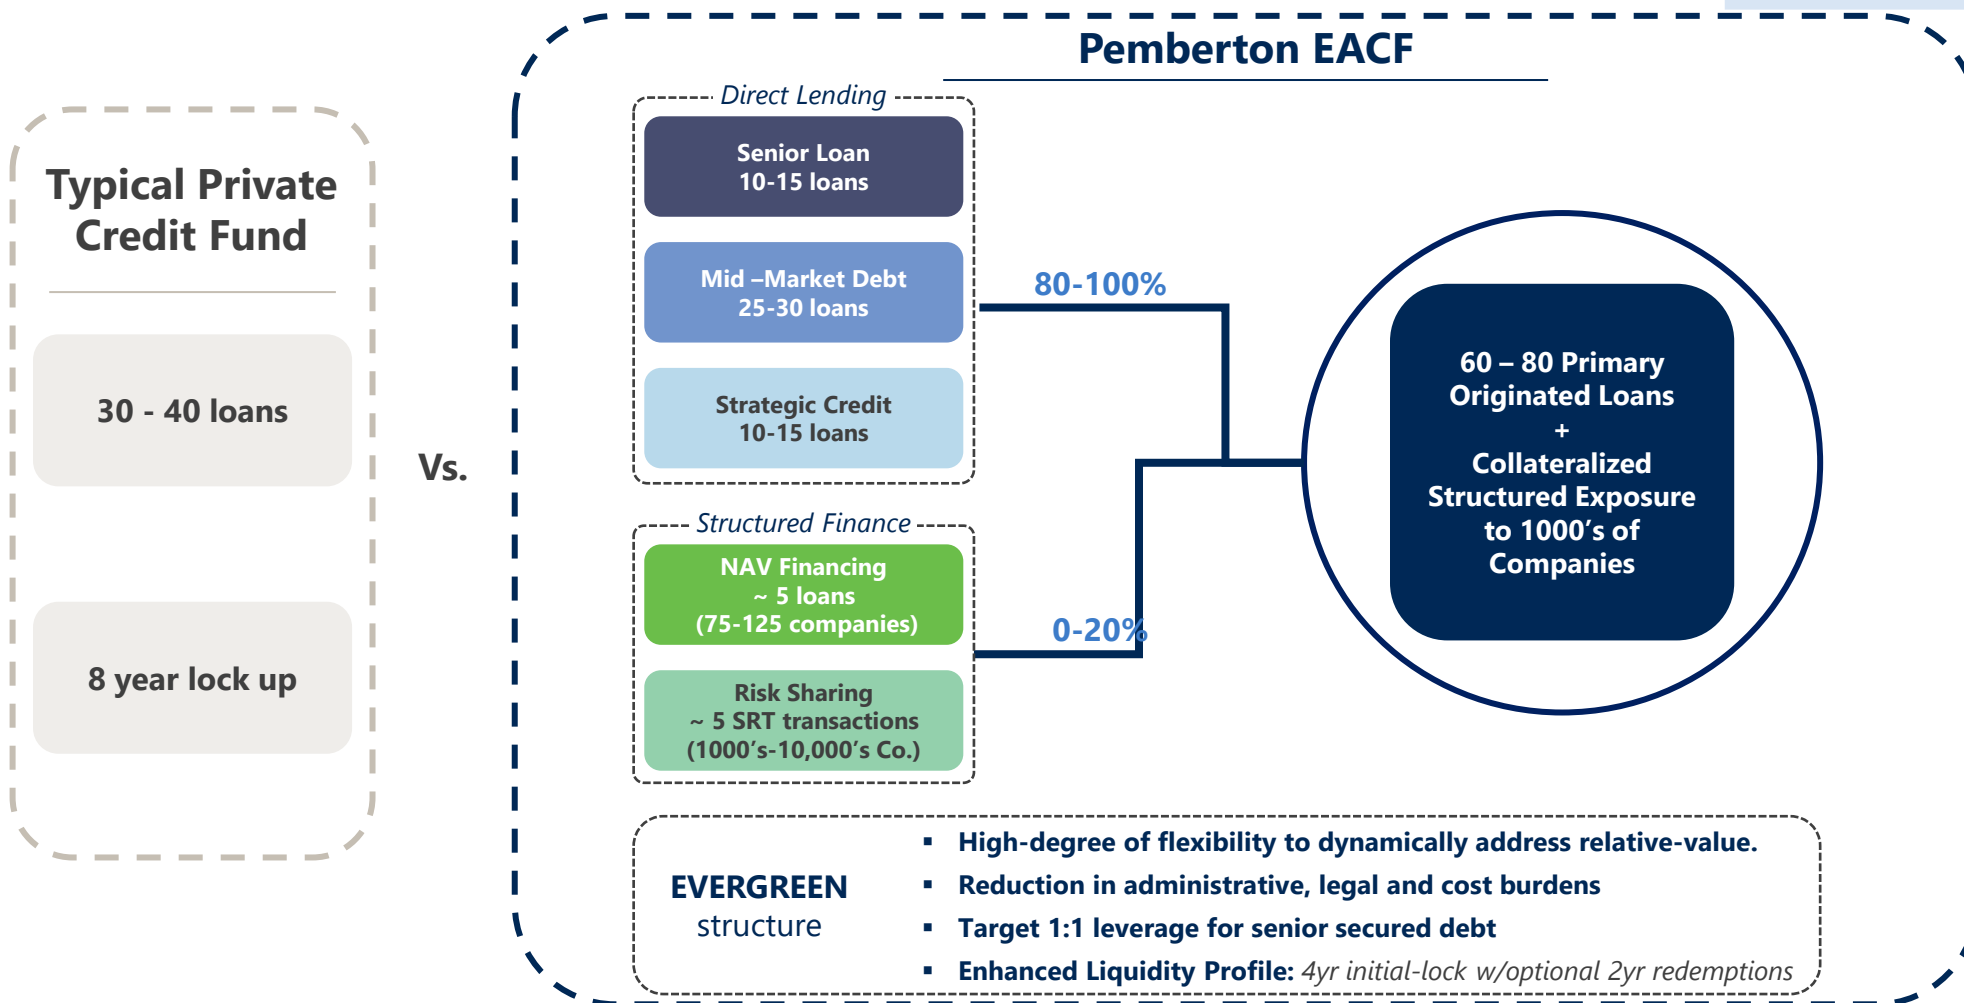 Pemberton EACF
Typical Private
Credit Fund
30 - 40 loans
8 year lock up
Vs.
Direct Lending
Senior Loan
10-15 loans
Mid –Market Debt
25-30 loans
Strategic Credit
10-15 loans
80-100%
Structured Finance
NAV Financing
~ 5 loans
(75-125 companies)
Risk Sharing
~ 5 SRT transactions
(1000’s-10,000’s Co.)
0-20%
60 – 80 Primary
Originated Loans
+
Collateralized
Structured Exposure
to 1000’s of
Companies
EVERGREEN
structure
▪ High-degree of flexibility to dynamically address relative-value.
▪ Reduction in administrative, legal and cost burdens
▪ Target 1:1 leverage for senior secured debt
▪ Enhanced Liquidity Profile: 4yr initial-lock w/optional 2yr redemptions